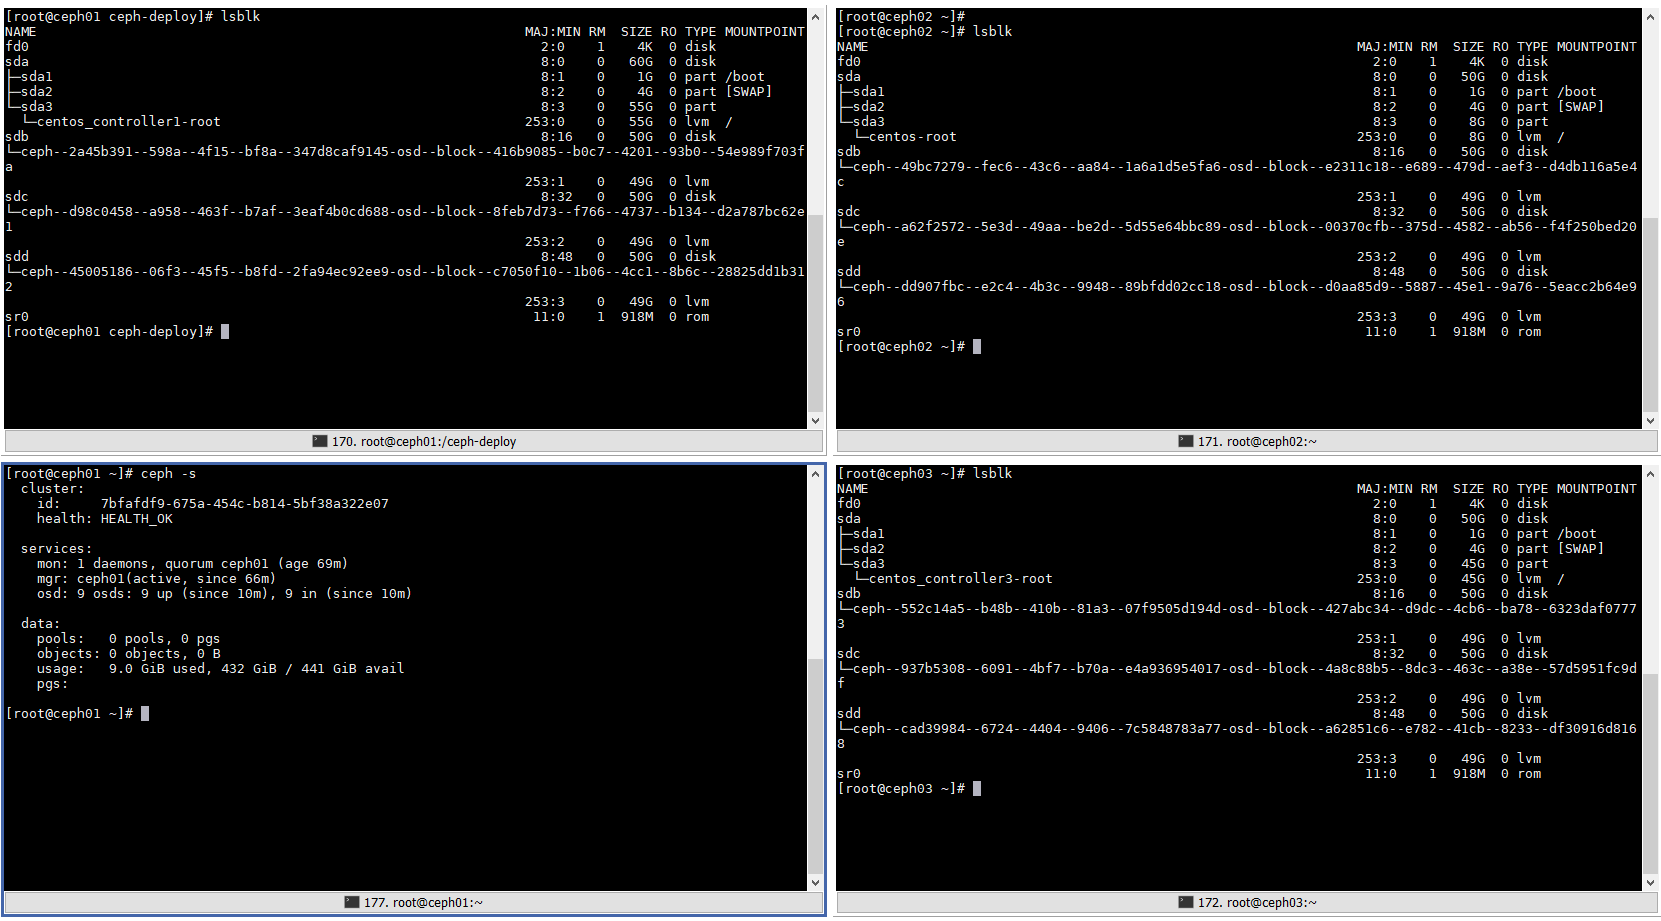 [root@ceph01 ceph-deploy]# lsblk
NAME MAJ:MIN RM SIZE RO TYPE MOUNTPOINT
fd0 2:0 1 4K 0 disk
sda 8:0 0 60G 0 disk
├─sda1 8:1 0 1G 0 part /boot
├─sda2 8:2 0 4G 0 part [SWAP]
└─sda3 8:3 0 55G 0 part
└─centos_controller1-root 253:0 0 55G 0 lvm /
sdb 8:16 0 50G 0 disk
└─ceph--2a45b391--598a--4f15--bf8a--347d8caf9145-osd--block--416b9085--b0c7--4201--93b0--54e989f703f
a
253:1 0 49G 0 lvm
sdc 8:32 0 50G 0 disk
└─ceph--d98c0458--a958--463f--b7af--3eaf4b0cd688-osd--block--8feb7d73--f766--4737--b134--d2a787bc62e
1
253:2 0 49G 0 lvm
sdd 8:48 0 50G 0 disk
└─ceph--45005186--06f3--45f5--b8fd--2fa94ec92ee9-osd--block--c7050f10--1b06--4cc1--8b6c--28825dd1b31
2
253:3 0 49G 0 lvm
sr0 11:0 1 918M 0 rom
[root@ceph01 ceph-deploy]#
170. root@ceph01:/ceph-deploy
[root@ceph02 ~]#
[root@ceph02 ~]# lsblk
NAME MAJ:MIN RM SIZE RO TYPE MOUNTPOINT
fd0 2:0 1 4K 0 disk
sda 8:0 0 50G 0 disk
├─sda1 8:1 0 1G 0 part /boot
├─sda2 8:2 0 4G 0 part [SWAP]
└─sda3 8:3 0 8G 0 part
└─centos-root 253:0 0 8G 0 lvm /
sdb 8:16 0 50G 0 disk
└─ceph--49bc7279--fec6--43c6--aa84--1a6a1d5e5fa6-osd--block--e2311c18--e689--479d--aef3--d4db116a5e4
c
253:1 0 49G 0 lvm
sdc 8:32 0 50G 0 disk
└─ceph--a62f2572--5e3d--49aa--be2d--5d55e64bbc89-osd--block--00370cfb--375d--4582--ab56--f4f250bed20
e
253:2 0 49G 0 lvm
sdd 8:48 0 50G 0 disk
└─ceph--dd907fbc--e2c4--4b3c--9948--89bfdd02cc18-osd--block--d0aa85d9--5887--45e1--9a76--5eacc2b64e9
6
253:3 0 49G 0 lvm
sr0 11:0 1 918M 0 rom
[root@ceph02 ~]#
171. root@ceph02:~
[root@ceph01 ~]# ceph -s
cluster:
id: 7bfafdf9-675a-454c-b814-5bf38a322e07
health: HEALTH_OK
services:
mon: 1 daemons, quorum ceph01 (age 69m)
mgr: ceph01(active, since 66m)
osd: 9 osds: 9 up (since 10m), 9 in (since 10m)
data:
pools: 0 pools, 0 pgs
objects: 0 objects, 0 B
usage: 9.0 GiB used, 432 GiB / 441 GiB avail
pgs:
[root@ceph01 ~]#
177. root@ceph01:~
[root@ceph03 ~]# lsblk
NAME MAJ:MIN RM SIZE RO TYPE MOUNTPOINT
fd0 2:0 1 4K 0 disk
sda 8:0 0 50G 0 disk
├─sda1 8:1 0 1G 0 part /boot
├─sda2 8:2 0 4G 0 part [SWAP]
└─sda3 8:3 0 45G 0 part
└─centos_controller3-root 253:0 0 45G 0 lvm /
sdb 8:16 0 50G 0 disk
└─ceph--552c14a5--b48b--410b--81a3--07f9505d194d-osd--block--427abc34--d9dc--4cb6--ba78--6323daf0777
3
253:1 0 49G 0 lvm
sdc 8:32 0 50G 0 disk
└─ceph--937b5308--6091--4bf7--b70a--e4a936954017-osd--block--4a8c88b5--8dc3--463c--a38e--57d5951fc9d
f
253:2 0 49G 0 lvm
sdd 8:48 0 50G 0 disk
└─ceph--cad39984--6724--4404--9406--7c5848783a77-osd--block--a62851c6--e782--41cb--8233--df30916d816
8
253:3 0 49G 0 lvm
sr0 11:0 1 918M 0 rom
[root@ceph03 ~]#
172. root@ceph03:~